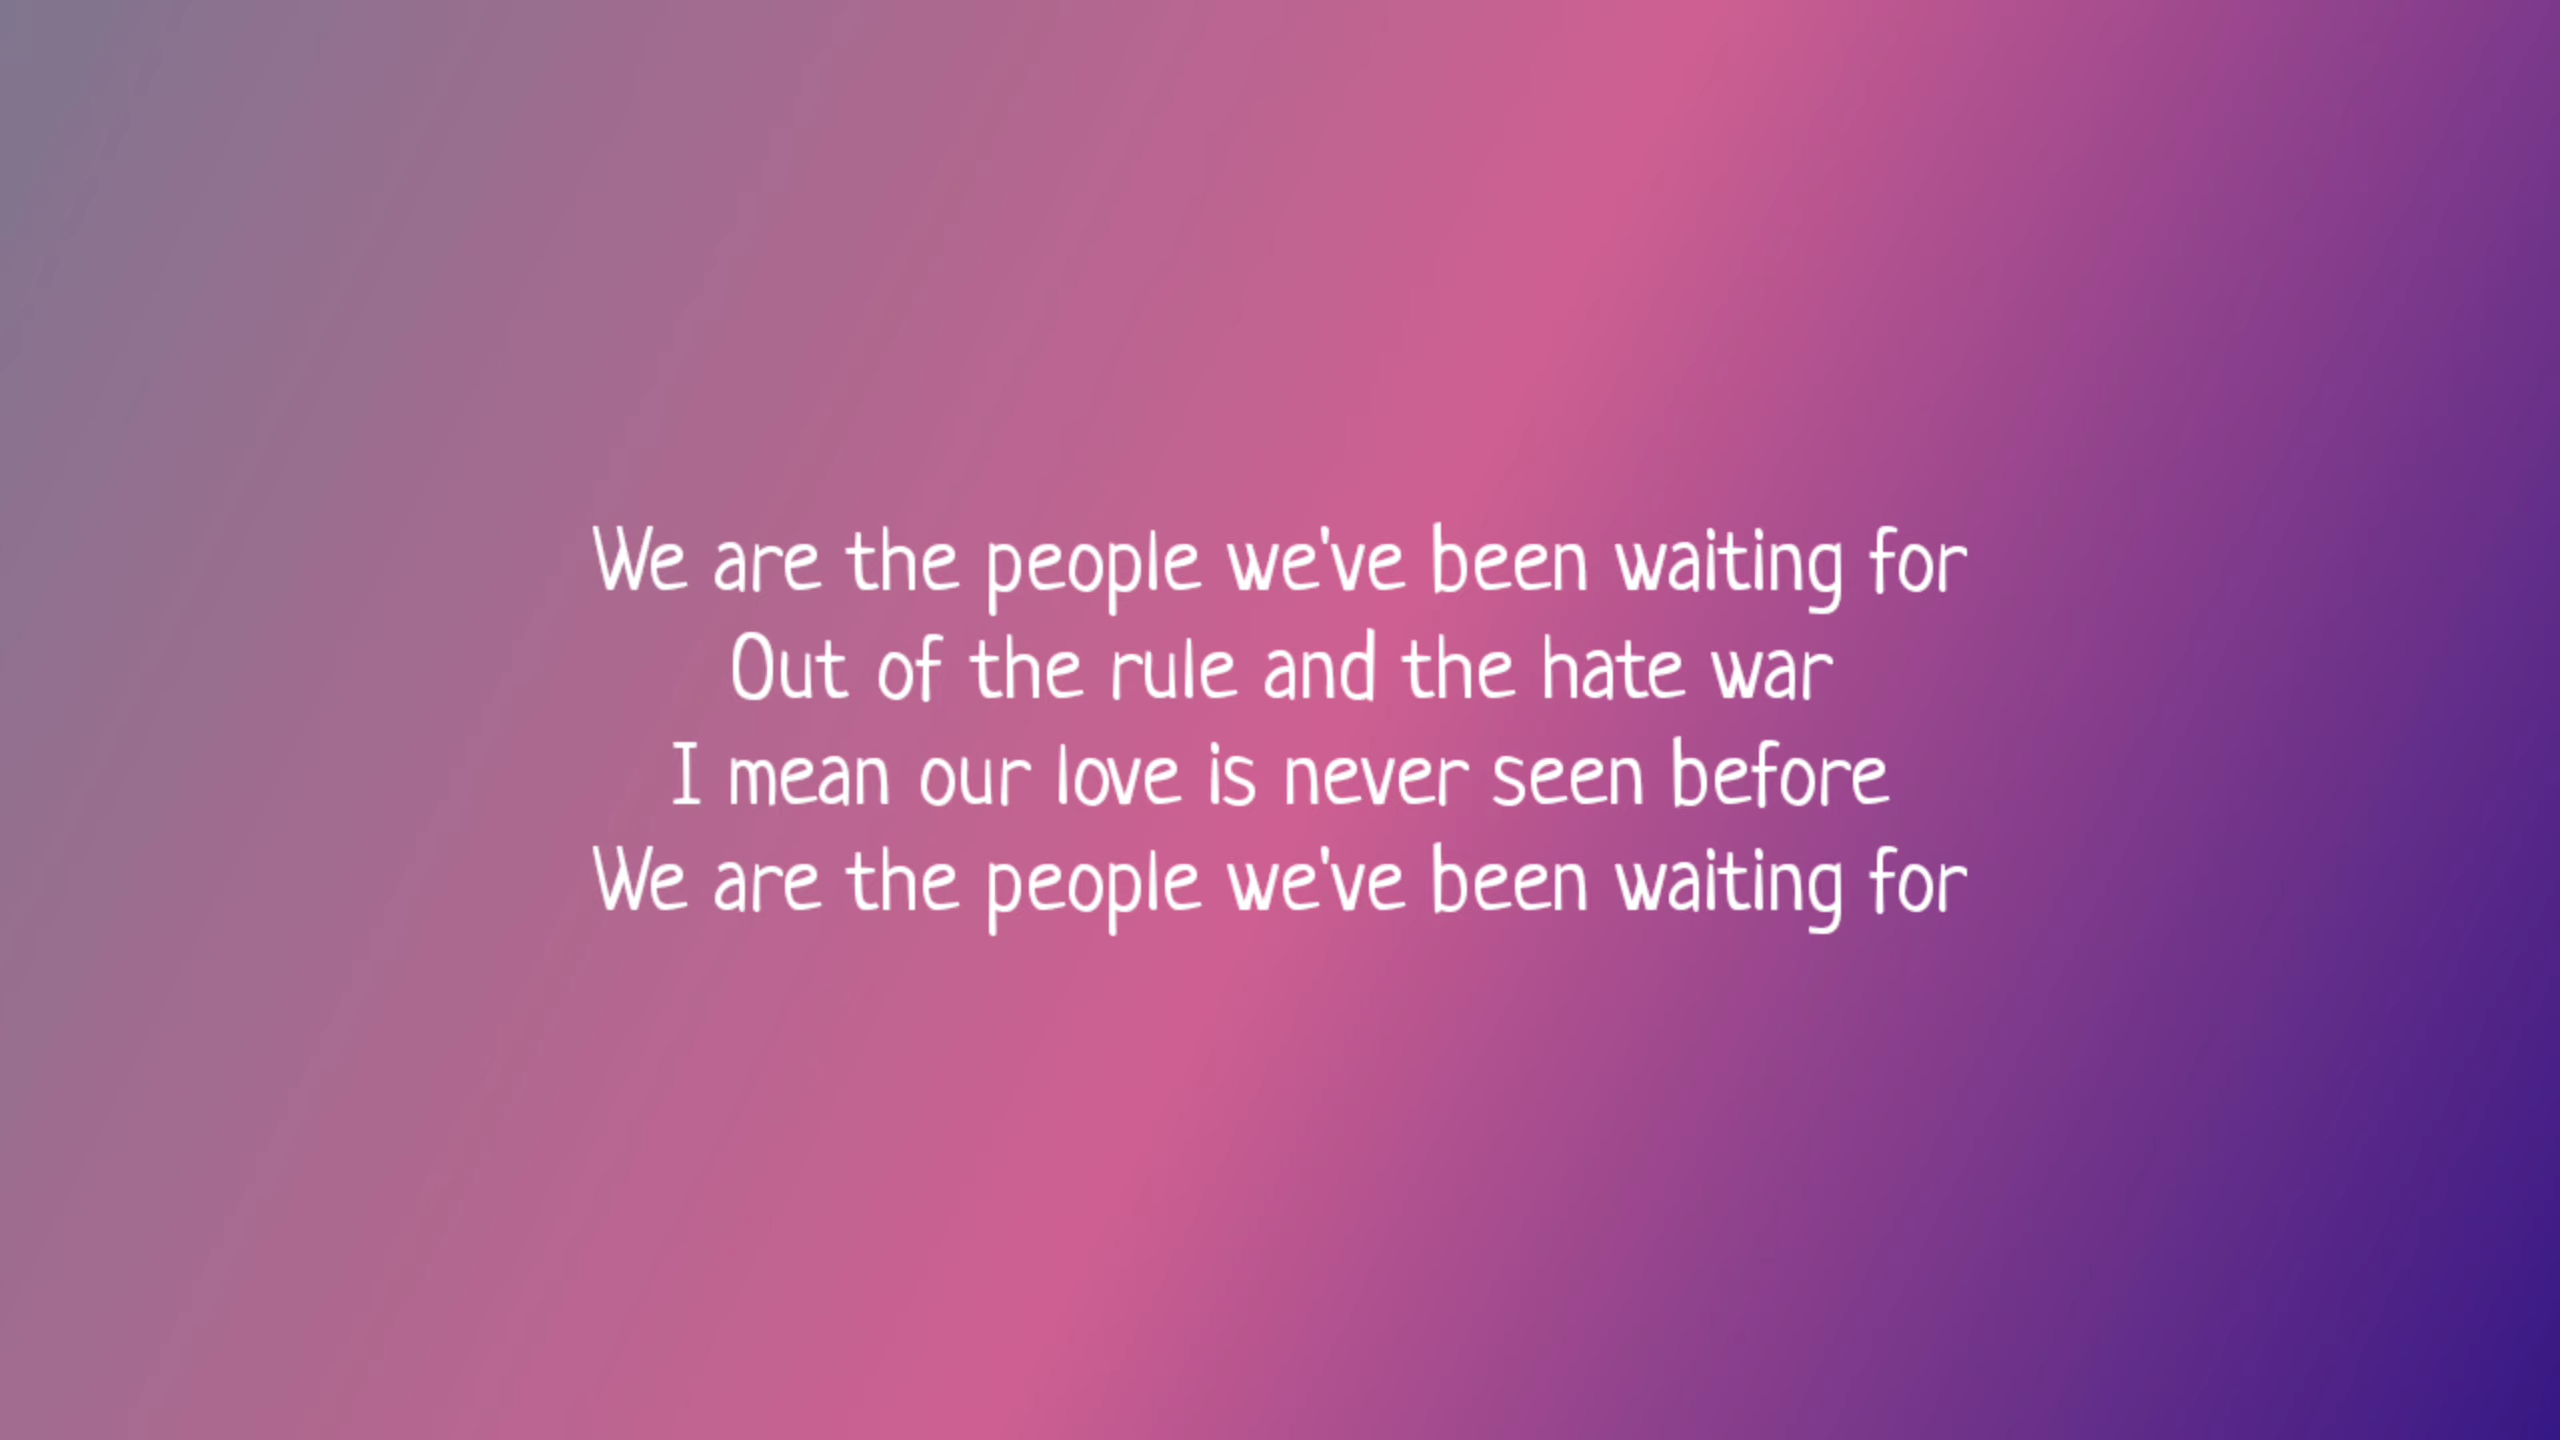 We are the people we've been waiting for
Out of the rule and the hate war
I mean our love is never seen before
We are the people we've been waiting for